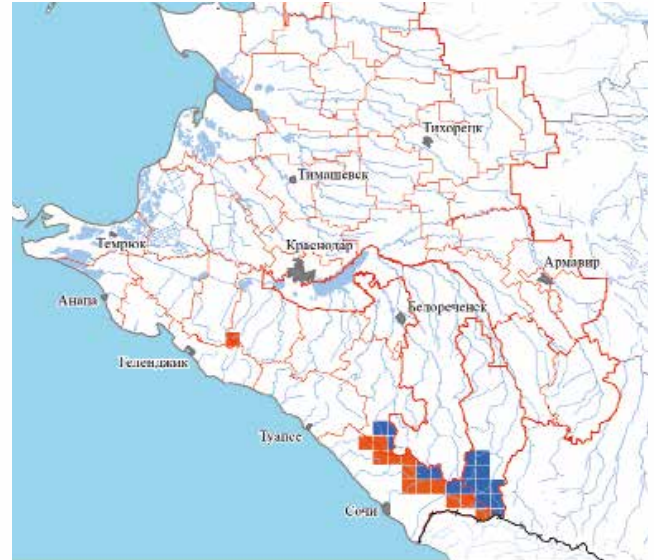 Тихорецк
Тимашевск
Темрюк
Краснодар
Армавир
Анапа
Белореченск
Геленджик
Туапсе
Сочи